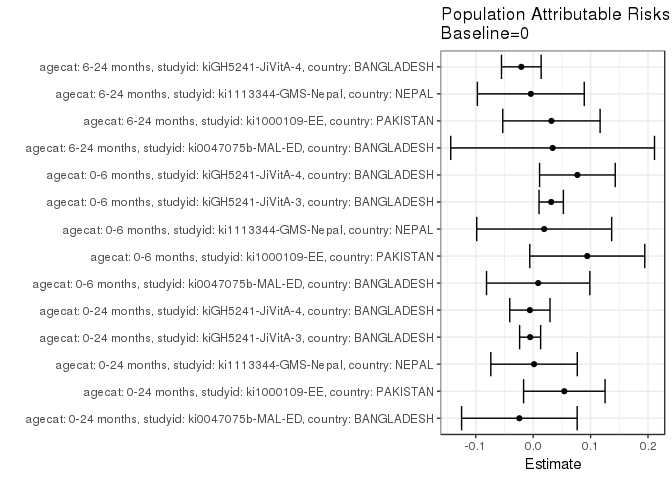 Population Attributable Risks
Baseline=0
agecat: 6-24 months, studyid: kiGH5241-JiVitA-4, country: BANGLADESH
agecat: 6-24 months, studyid: ki1113344-GMS-Nepal, country: NEPAL
agecat: 6-24 months, studyid: ki1000109-EE, country: PAKISTAN
agecat: 6-24 months, studyid: ki0047075b-MAL-ED, country: BANGLADESH
agecat: 0-6 months, studyid: kiGH5241-JiVitA-4, country: BANGLADESH
agecat: 0-6 months, studyid: kiGH5241-JiVitA-3, country: BANGLADESH
agecat: 0-6 months, studyid: ki1113344-GMS-Nepal, country: NEPAL
agecat: 0-6 months, studyid: ki1000109-EE, country: PAKISTAN
agecat: 0-6 months, studyid: ki0047075b-MAL-ED, country: BANGLADESH
agecat: 0-24 months, studyid: kiGH5241-JiVitA-4, country: BANGLADESH
agecat: 0-24 months, studyid: kiGH5241-JiVitA-3, country: BANGLADESH
agecat: 0-24 months, studyid: ki1113344-GMS-Nepal, country: NEPAL
agecat: 0-24 months, studyid: ki1000109-EE, country: PAKISTAN
agecat: 0-24 months, studyid: ki0047075b-MAL-ED, country: BANGLADESH
-0.1 0.0 0.1 0.2
Estimate